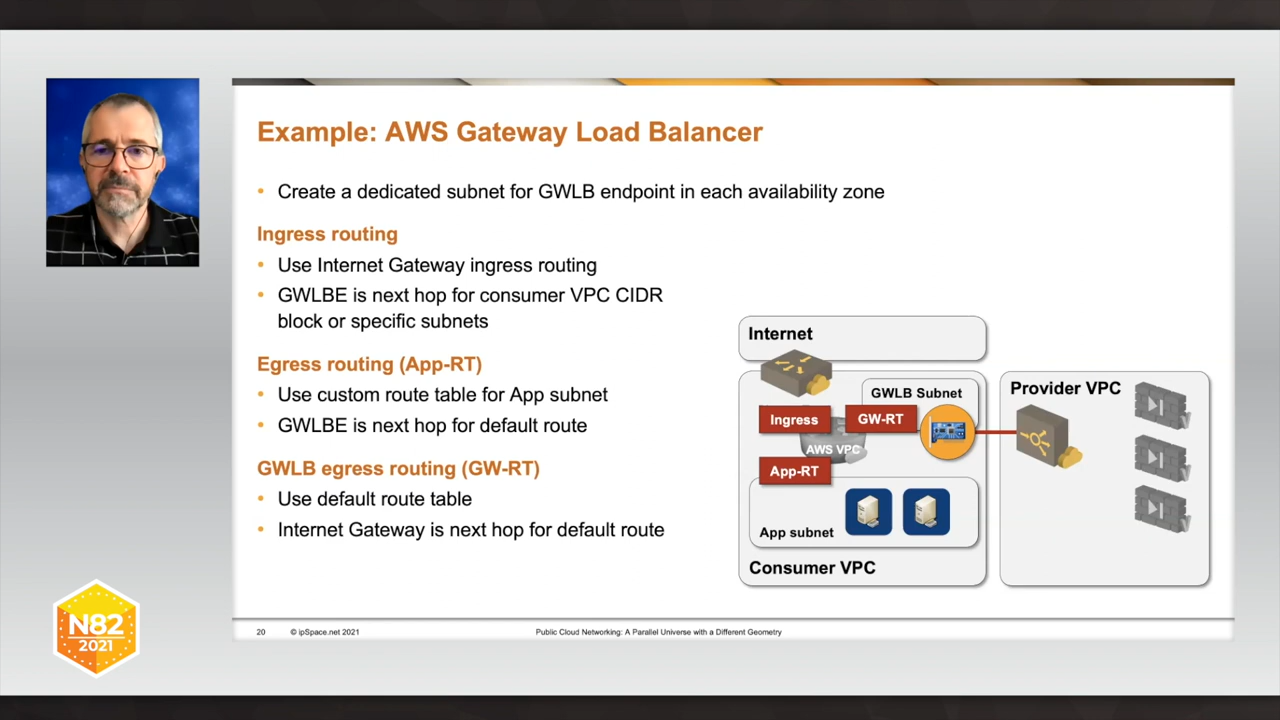 Example: AWS Gateway Load Balancer
• Create a dedicated subnet for GWLB endpoint in each availability zone
Ingress routing
• Use Internet Gateway ingress routing
• GWLBE is next hop for consumer VPC CIDR
block or specific subnets
Egress routing (App-RT)
• Use custom route table for App subnet
• GWLBE is next hop for default route
GWLB egress routing (GW-RT)
• Use default route table
• Internet Gateway is next hop for default route
Internet
GWLB Subnet
Ingress
GW-RT
AWS VPC
App-RT
App subnet
Consumer VPC
Provider VPC
N82
2021
20
© ipSpace.net 2021
Public Cloud Networking: A Parallel Universe with a Different Geometry